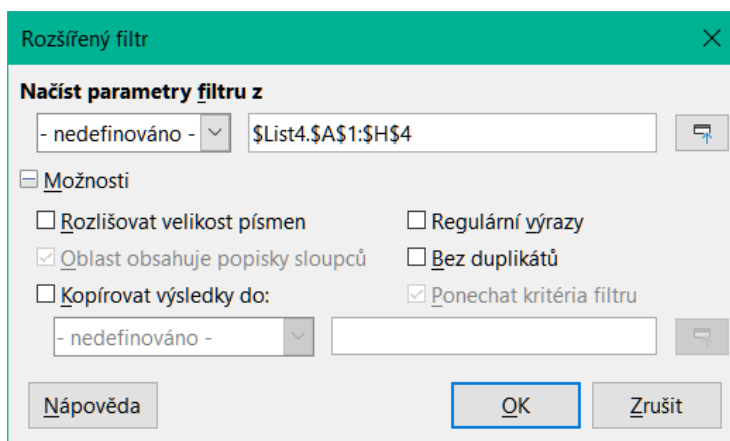 Rozšířený filtr
Načíst parametry filtru z
- nedefinováno - $List4.$A$1:$H$4
Možnosti
Rozlišovat velikost písmen Regulární výrazy
Oblast obsahuje popisky sloupců Bez duplikátů
Kopírovat výsledky do: Ponechat kritéria filtru
- nedefinováno -
Nápověda OK Zrušit